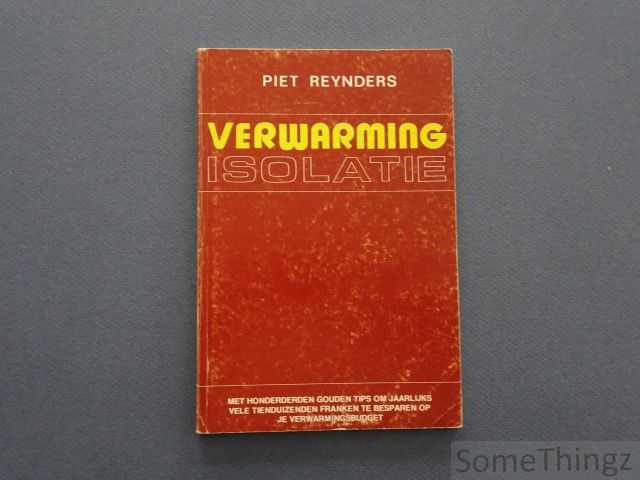 PIET REYNDERS
VERWARMING
ISOLATIE
MET HONDERDERDEN GOUDEN TIPS OM JAARLIJKS
VELE TIENDUIZENDEN FRANKEN TE BESPAREN OP
JE VERWARMINGSBUDGET
SomeThingz